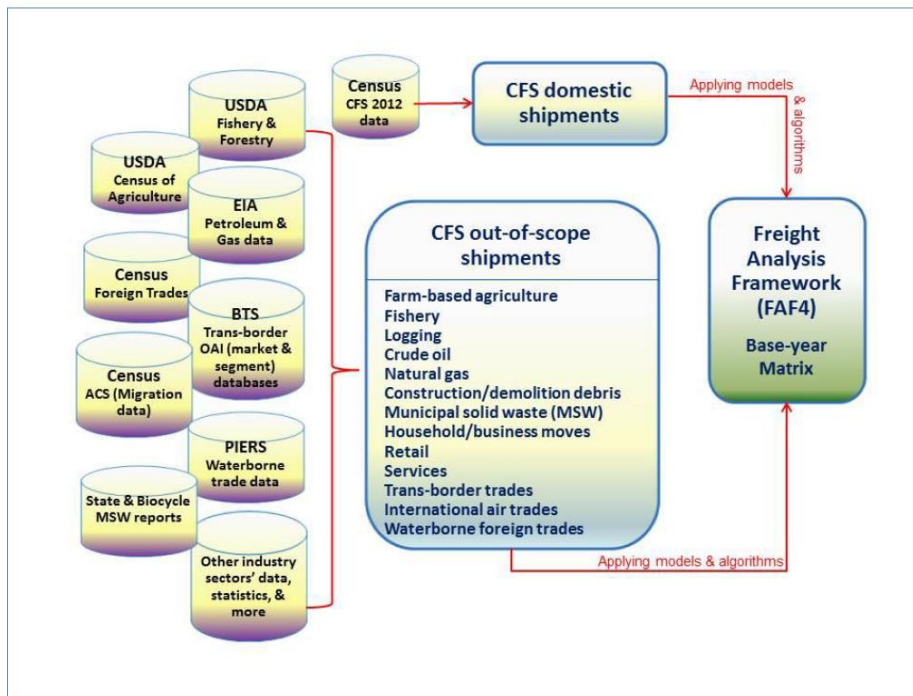 USDA
Fishery &
Forestry
USDA
Census of
Agriculture
EIA
Petroleum &
Gas data
Census
Foreign Trades
BTS
Trans-border
OAI (market &
segment)
databases
Census
ACS (Migration
data)
PIERS
Waterborne
trade data
State & Biocycle
MSW reports
Other industry
sectors' data,
statistics, &
more
Census
CFS 2012
data
CFS domestic
shipments
Applying models
& algorithms
CFS out-of-scope
shipments
Farm-based agriculture
Fishery
Logging
Crude oil
Natural gas
Construction/demolition debris
Municipal solid waste (MSW)
Household/business moves
Retail
Services
Trans-border trades
International air trades
Waterborne foreign trades
Applying models & algorithms
Freight
Analysis
Framework
(FAF4)
Base-year
Matrix